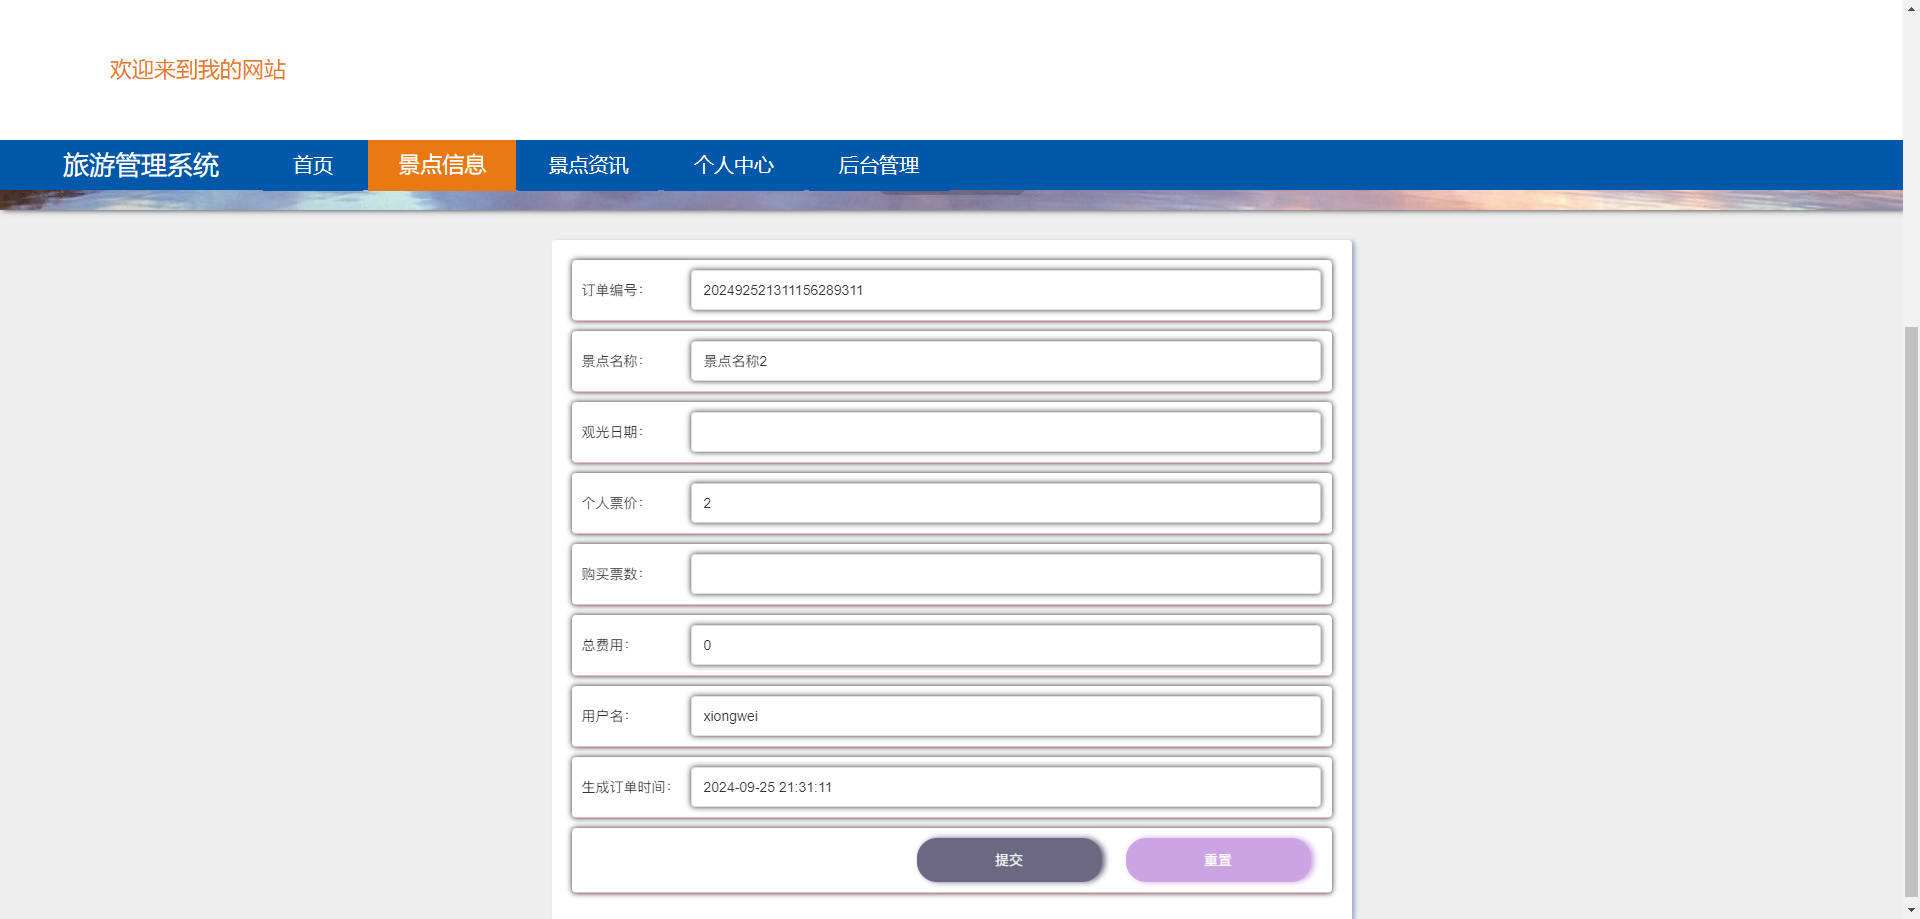 欢迎来到我的网站
旅游管理系统 首页 景点信息 景点资讯 个人中心 后台管理
订单编号： 202492521311156289311
景点名称： 景点名称2
观光日期：
个人票价： 2
购买票数：
总费用： 0
用户名： xiongwei
生成订单时间： 2024-09-25 21:31:11
提交 重置